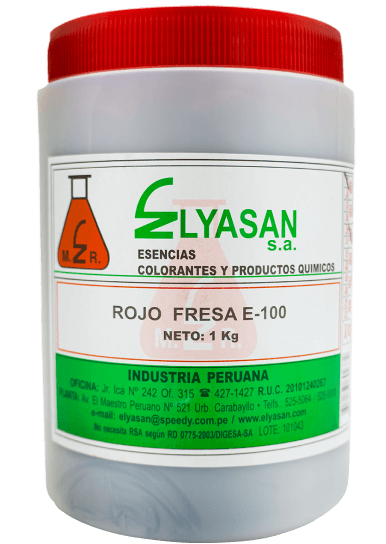 M. R.
ELYASAN
s.a.
ESENCIAS
COLORANTES Y PRODUCTOS QUIMICOS
ROJO FRESA E-100
NETO: 1 Kg
INDUSTRIA PERUANA
OFICINA: Jr. Ica Nº 242 Of. 315 ☎ 427-1427 R.U.C. 20101240267
PLANTA: Av. El Maestro Peruano Nº 521 Urb. Carabayllo - Telfs.: 525-5064
e-mail: elyasan@speedy.com.pe / www.elyasan.com
No necesita RSA según RD 0775-2003/DIGESA-SA LOTE. 101043